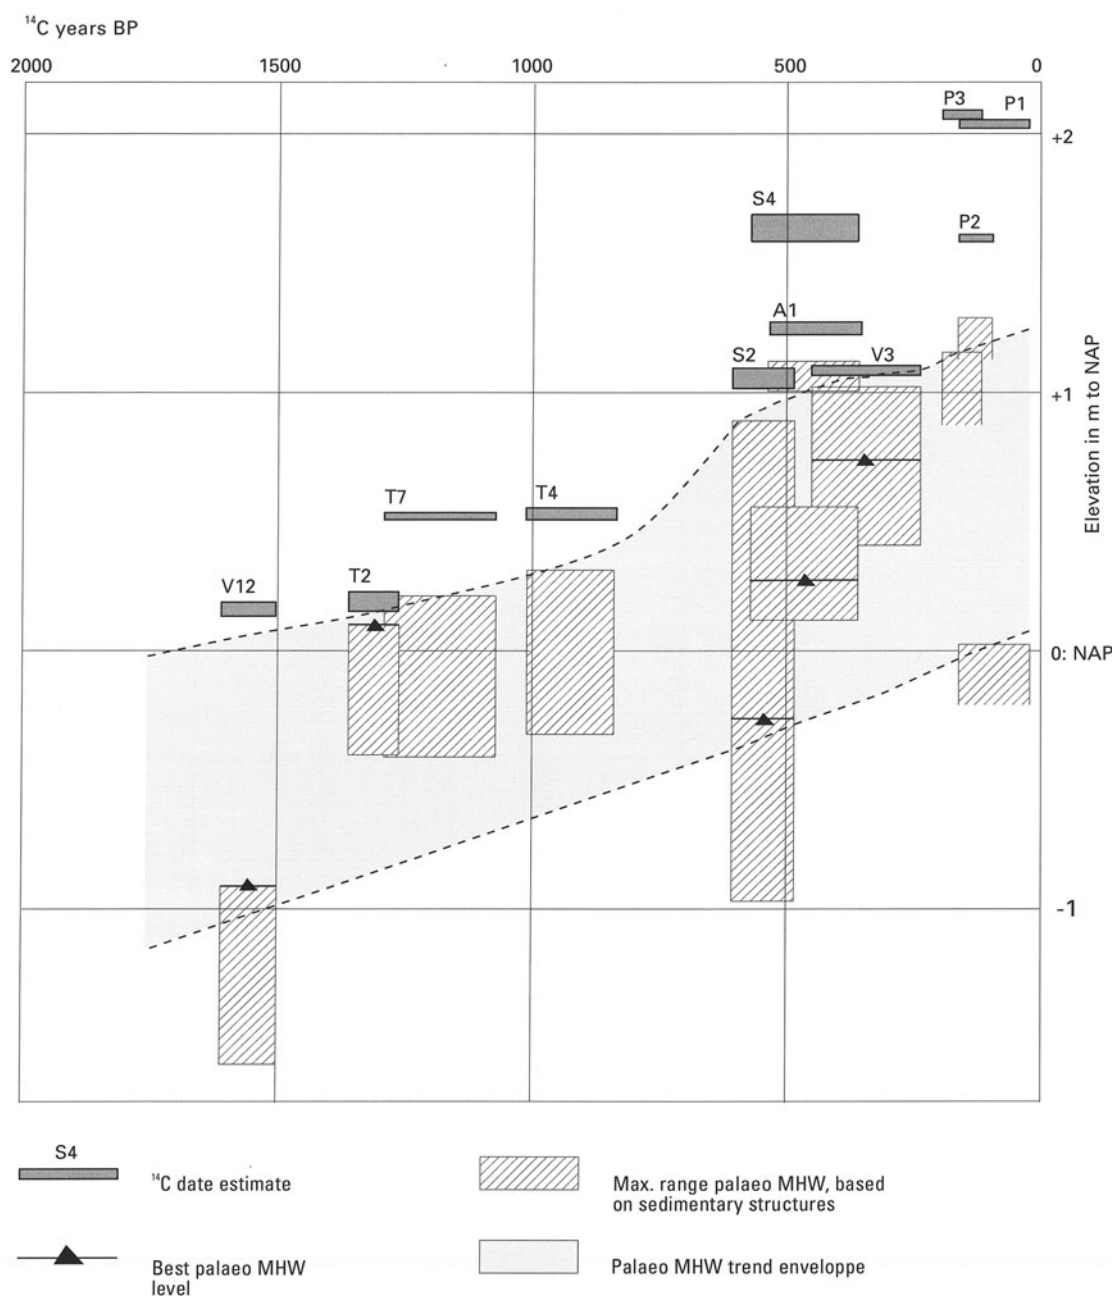 ¹⁴C years BP
2000 1500 1000 500 0
P3
P1
+2
S4
P2
A1
S2
V3
+1
T7
T4
V12
T2
0: NAP
-1
Elevation in m to NAP
S4
¹⁴C date estimate
Max. range palaeo MHW, based
on sedimentary structures
Best palaeo MHW
level
Palaeo MHW trend enveloppe